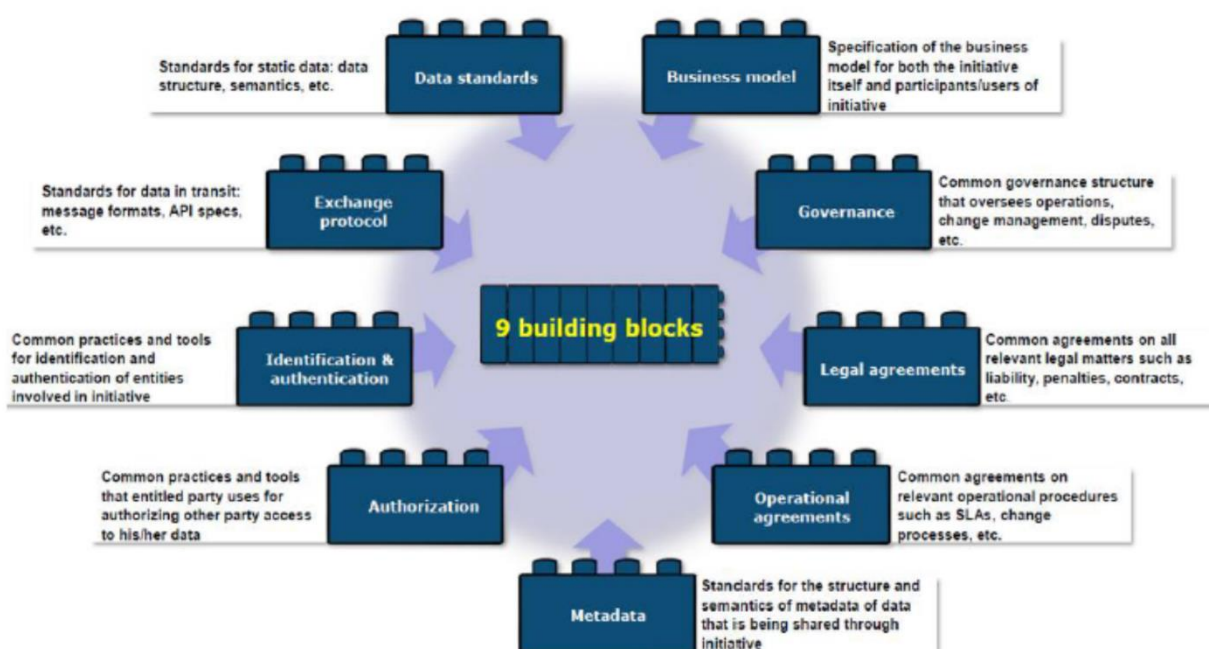 Data standards
Standards for static data: data
structure, semantics, etc.
Business model
Specification of the business
model for both the initiative
itself and participants/users of
initiative
Exchange
protocol
Standards for data in transit:
message formats, API specs,
etc.
Governance
Common governance structure
that oversees operations,
change management, disputes,
etc.
9 building blocks
Common practices and tools
for identification and
authentication of entities
involved in initiative
Identification &
authentication
Legal agreements
Common agreements on all
relevant legal matters such as
liability, penalties, contracts,
etc.
Common practices and tools
that entitled party uses for
authorizing other party access
to his/her data
Authorization
Operational
agreements
Common agreements on
relevant operational procedures
such as SLAs, change
processes, etc.
Metadata
Standards for the structure and
semantics of metadata of data
that is being shared through
initiative